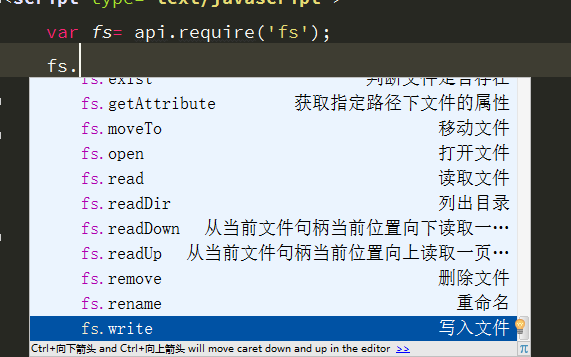 <script type="text/javascript">
var fs= api.require('fs');
fs.
fs.exist 判断文件是否存在
fs.getAttribute 获取指定路径下文件的属性
fs.moveTo 移动文件
fs.open 打开文件
fs.read 读取文件
fs.readDir 列出目录
fs.readDown 从当前文件句柄当前位置向下读取一…
fs.readUp 从当前文件句柄当前位置向上读取一页…
fs.remove 删除文件
fs.rename 重命名
fs.write 写入文件
Ctrl+向下箭头 and Ctrl+向上箭头 will move caret down and up in the editor >>
π